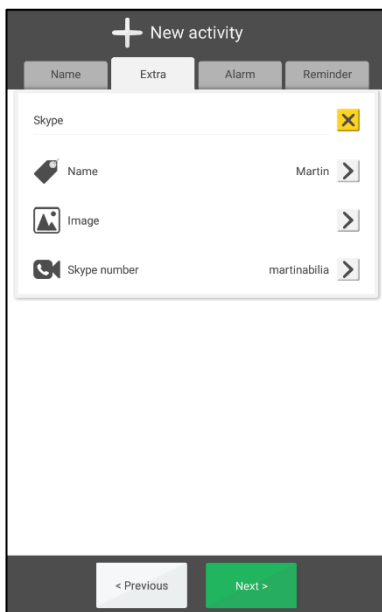 New activity
Name Extra Alarm Reminder
Skype
Name Martin
Image
Skype number martinabilia
< Previous Next >